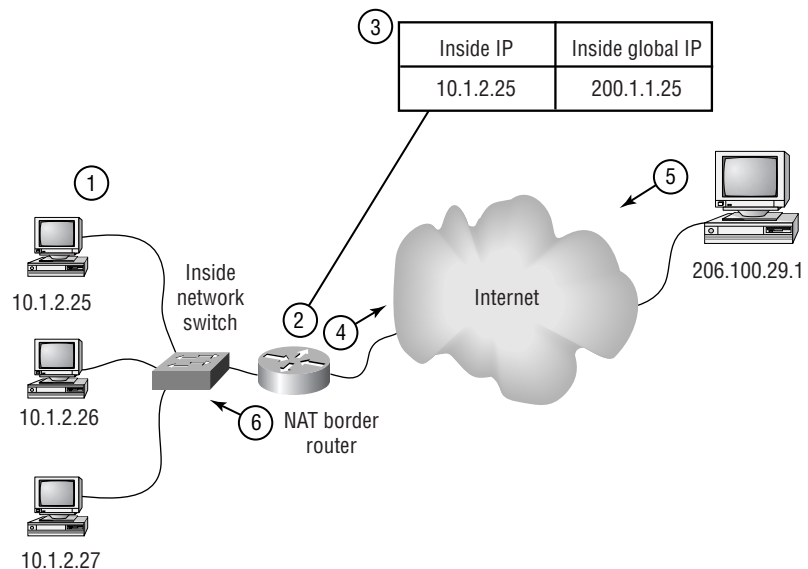 3
Inside IP Inside global IP
10.1.2.25 200.1.1.25
1
5
10.1.2.25
Inside
network
switch
2
4
Internet
206.100.29.1
10.1.2.26
6
NAT border
router
10.1.2.27